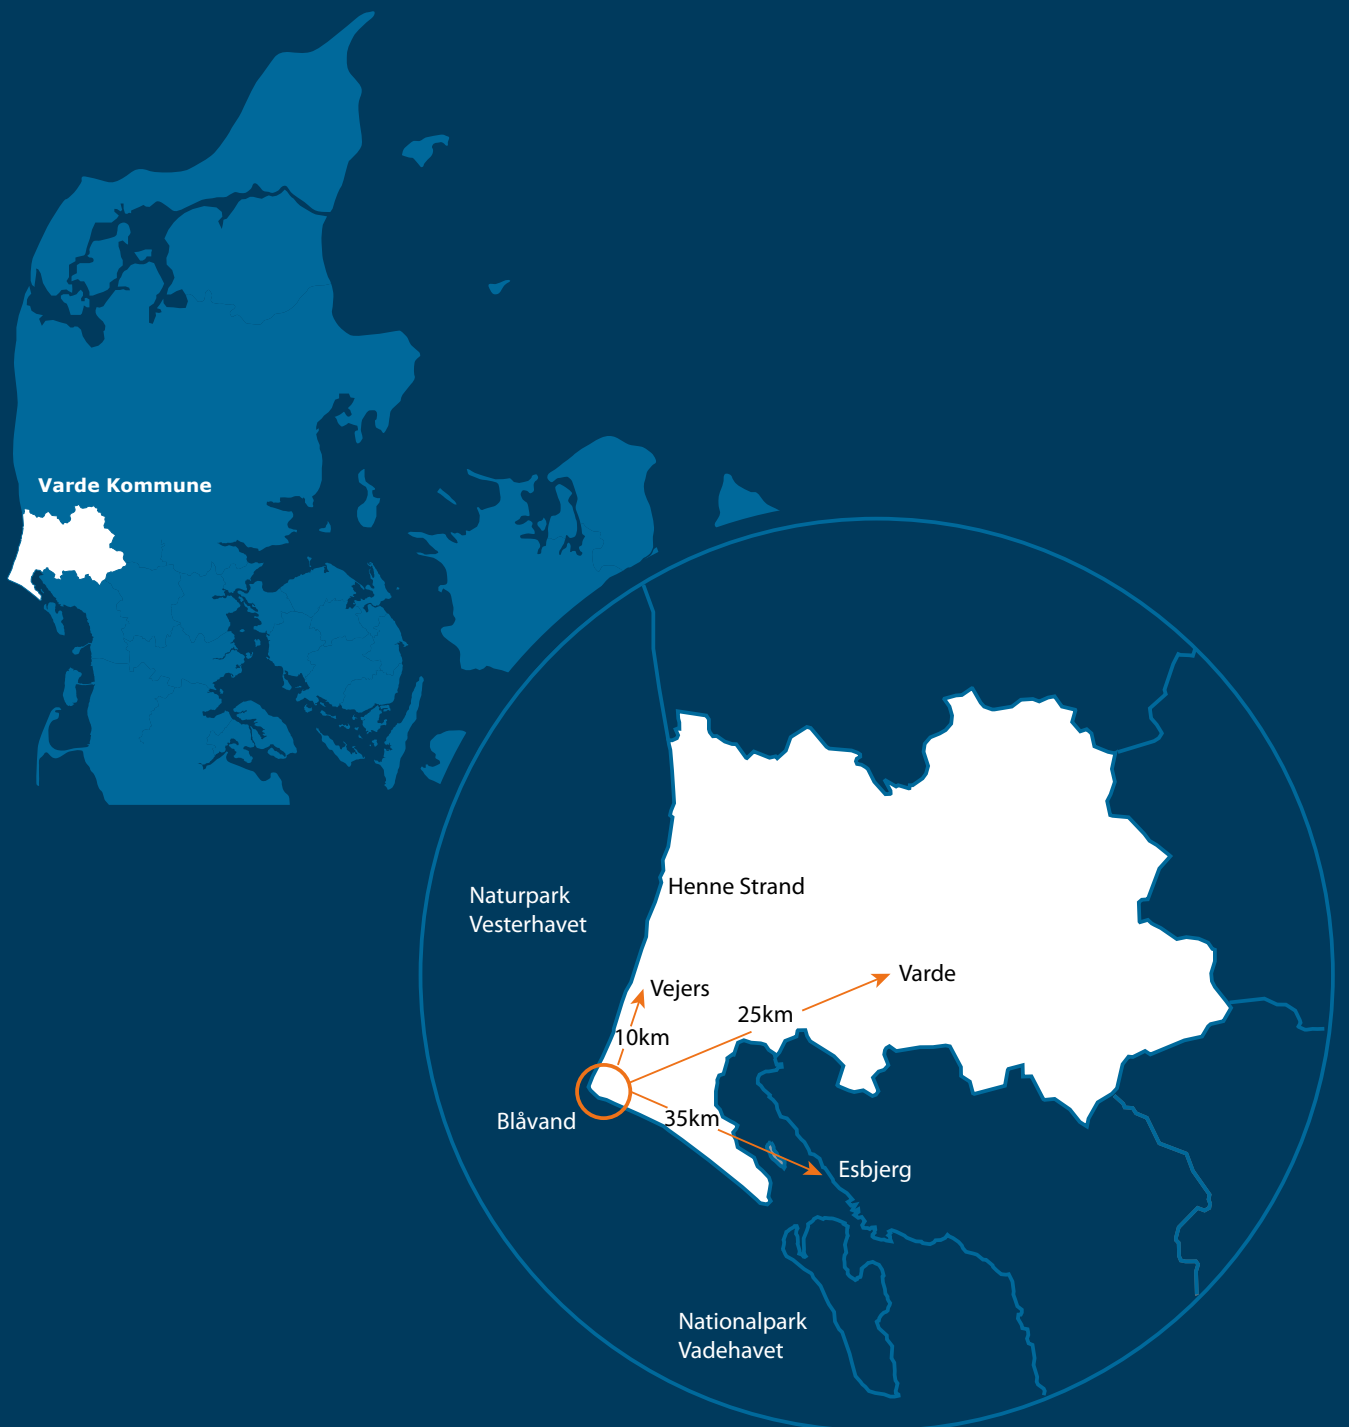 Varde Kommune
Naturpark
Vesterhavet
Henne Strand
Varde
Vejers
25km
10km
Blåvand
35km
Esbjerg
Nationalpark
Vadehavet